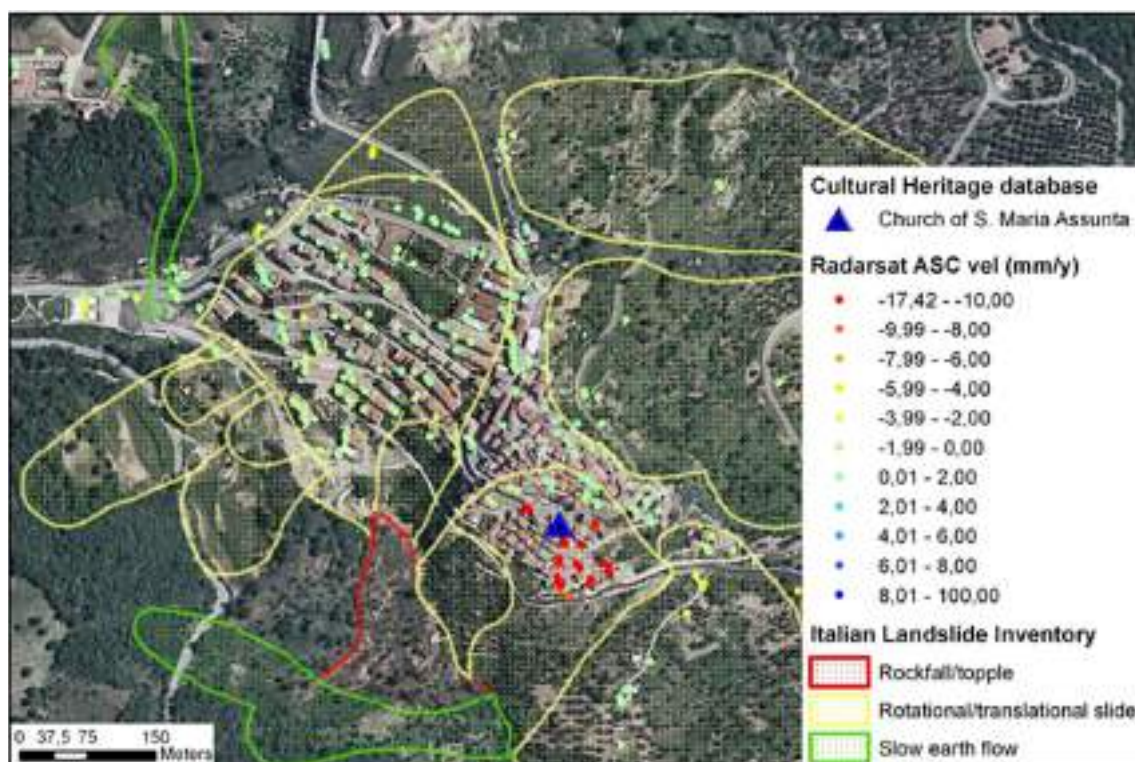 Cultural Heritage database
Church of S. Maria Assunta
Radarsat ASC vel (mm/y)
-17,42 - -10,00
-9,99 - -8,00
-7,99 - -6,00
-5,99 - -4,00
-3,99 - -2,00
-1,99 - 0,00
0,01 - 2,00
2,01 - 4,00
4,01 - 6,00
6,01 - 8,00
8,01 - 100,00
Italian Landslide Inventory
Rockfall/topple
Rotational/translational slide
Slow earth flow
0 37,5 75 150
Meters